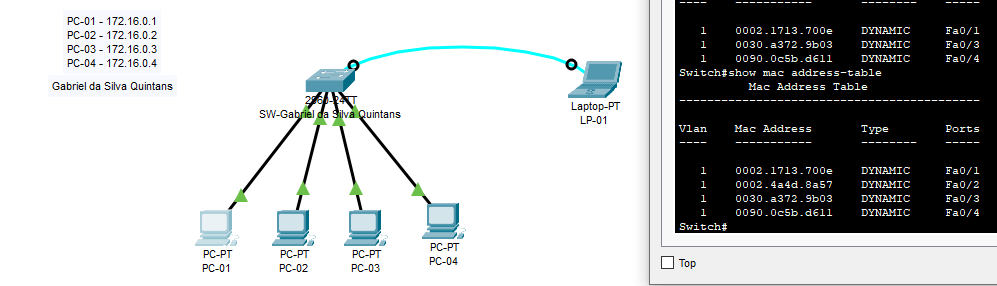 PC-01 - 172.16.0.1
PC-02 - 172.16.0.2
PC-03 - 172.16.0.3
PC-04 - 172.16.0.4
Gabriel da Silva Quintans
2960-24TT
SW-Gabriel da Silva Quintans
Laptop-PT
LP-01
PC-PT
PC-01
PC-PT
PC-02
PC-PT
PC-03
PC-PT
PC-04
---- ----------- -------- -----
1 0002.1713.700e DYNAMIC Fa0/1
1 0030.a372.9b03 DYNAMIC Fa0/3
1 0090.0c5b.d611 DYNAMIC Fa0/4
Switch#show mac address-table
Mac Address Table
-------------------------------------------
Vlan Mac Address Type Ports
---- ----------- -------- -----
1 0002.1713.700e DYNAMIC Fa0/1
1 0002.4a4d.8a57 DYNAMIC Fa0/2
1 0030.a372.9b03 DYNAMIC Fa0/3
1 0090.0c5b.d611 DYNAMIC Fa0/4
Switch#
Top